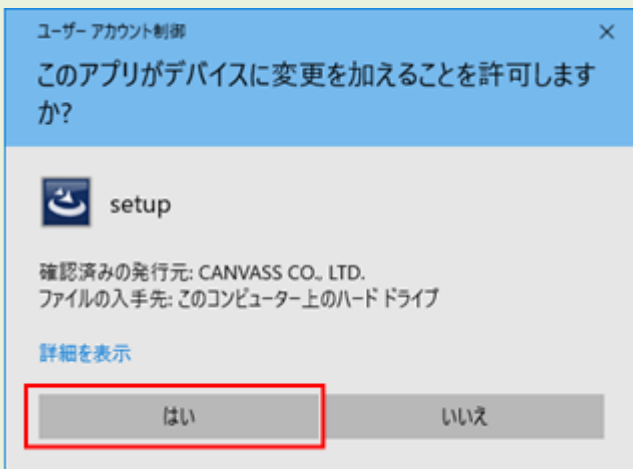 ユーザー アカウント制御
このアプリがデバイスに変更を加えることを許可します
か?
setup
確認済みの発行元: CANVASS CO., LTD.
ファイルの入手先: このコンピューター上のハード ドライブ
詳細を表示
はい
いいえ